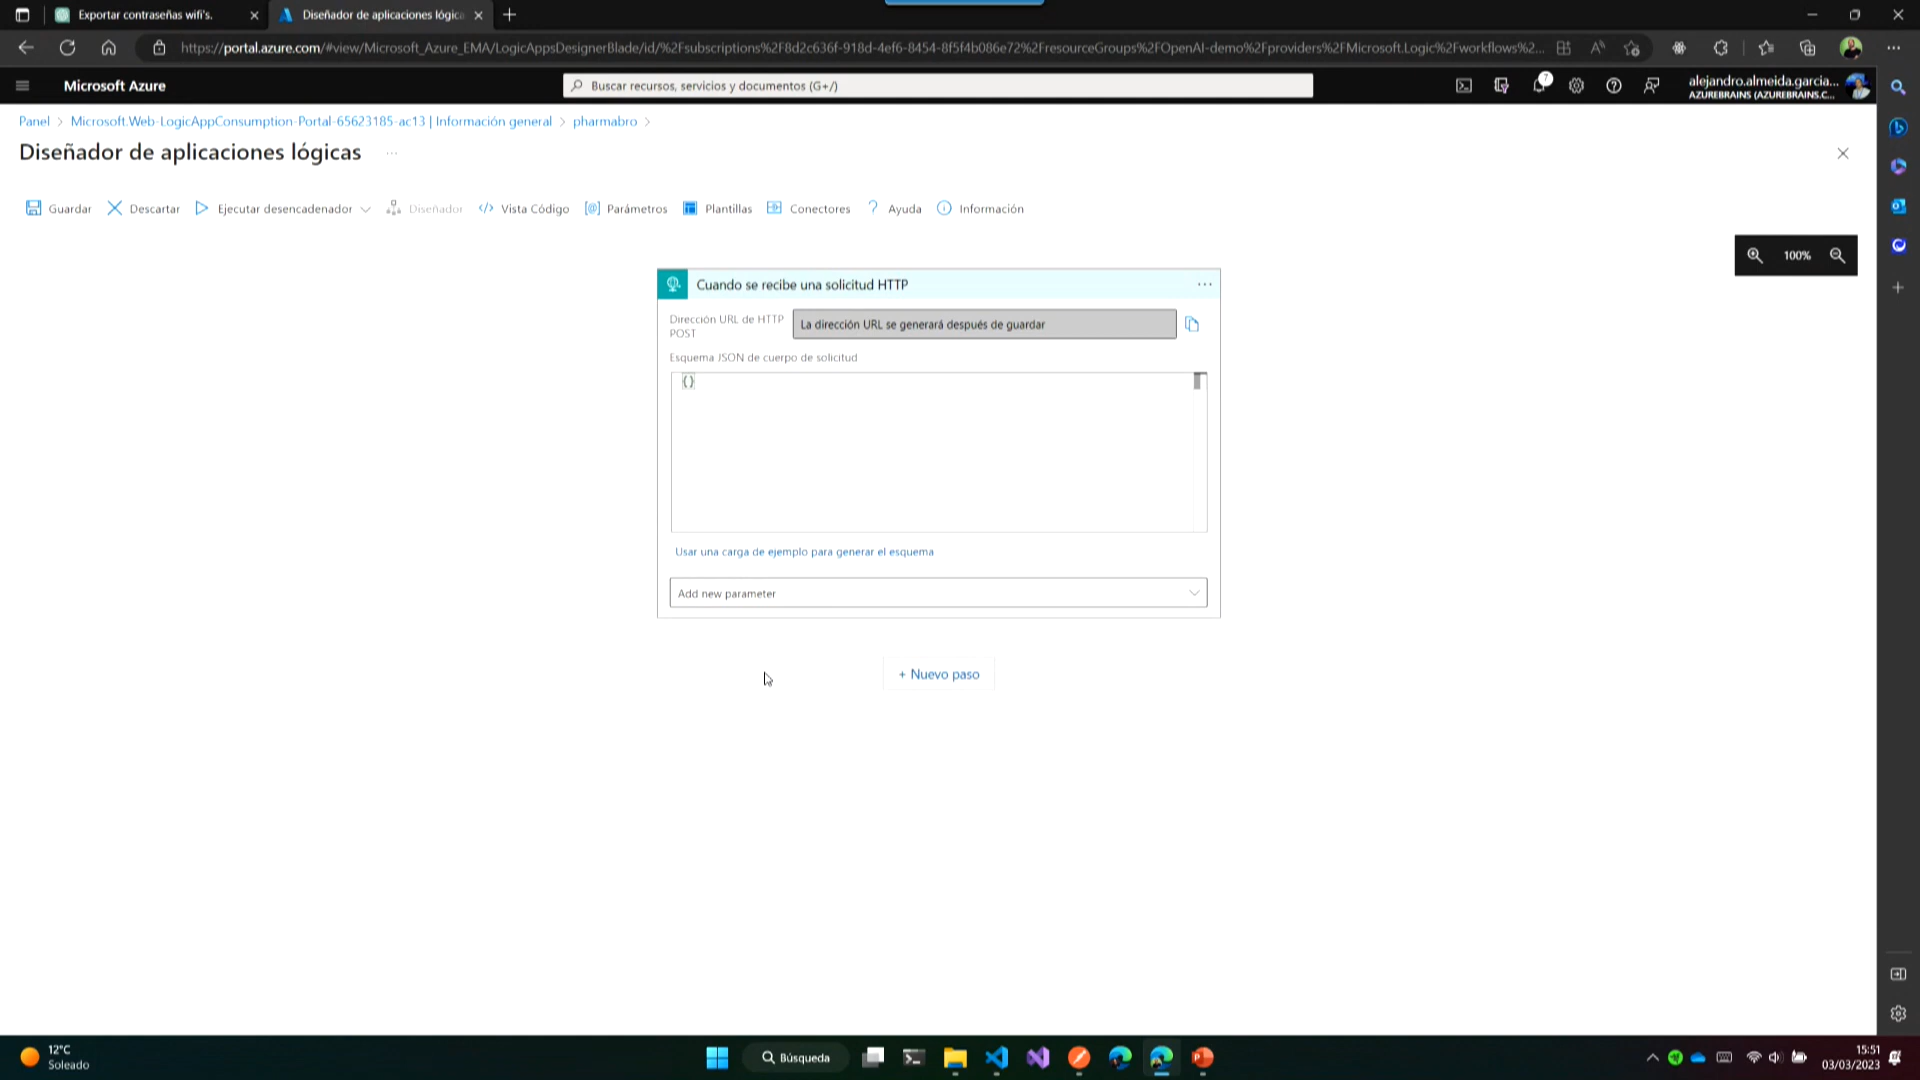 Exportar contraseñas wifi's.
Diseñador de aplicaciones lógica
https://portal.azure.com/#view/Microsoft_Azure_EMA/LogicAppsDesignerBlade/id/%2Fsubscriptions%2F8d2c636f-918d-4ef6-8454-8f5f4b086e72%2FresourceGroups%2FOpenAI-demo%2Fproviders%2FMicrosoft.Logic%2Fworkflows%2...
Microsoft Azure
Buscar recursos, servicios y documentos (G+/)
7
alejandro.almeida.garcia...
AZUREBRAINS (AZUREBRAINS.C...
Panel > Microsoft.Web-LogicAppConsumption-Portal-65623185-ac13 | Información general > pharmabro >
Diseñador de aplicaciones lógicas ...
Guardar Descartar Ejecutar desencadenador Diseñador Vista Código Parámetros Plantillas Conectores Ayuda Información
100%
Cuando se recibe una solicitud HTTP
Dirección URL de HTTP
POST
La dirección URL se generará después de guardar
Esquema JSON de cuerpo de solicitud
{}
Usar una carga de ejemplo para generar el esquema
Add new parameter
+ Nuevo paso
12°C
Soleado
Búsqueda
15:51
03/03/2023